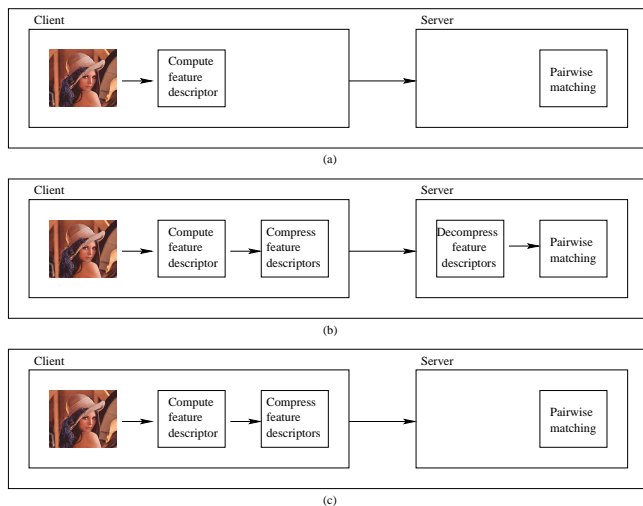 Client
Server
Compute
feature
descriptor
Pairwise
matching
(a)
Client
Server
Compute
feature
descriptor
Compress
feature
descriptors
Decompress
feature
descriptors
Pairwise
matching
(b)
Client
Server
Compute
feature
descriptor
Compress
feature
descriptors
Pairwise
matching
(c)